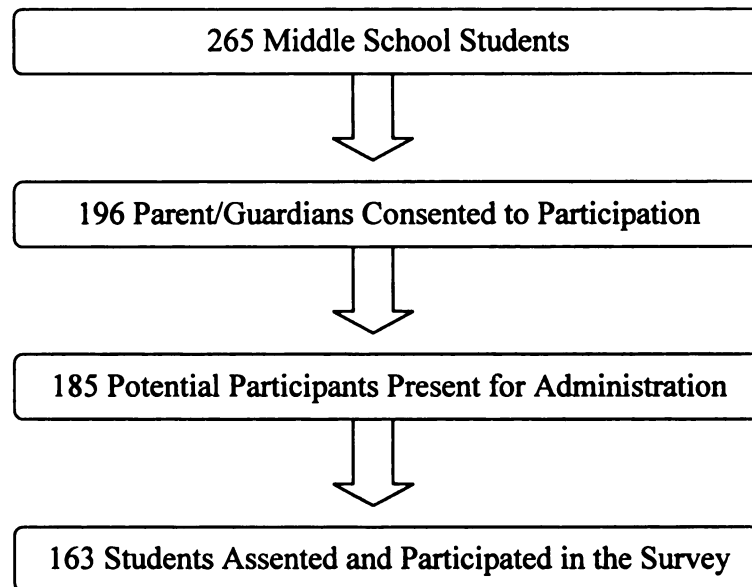 265 Middle School Students
196 Parent/Guardians Consented to Participation
185 Potential Participants Present for Administration
163 Students Assented and Participated in the Survey